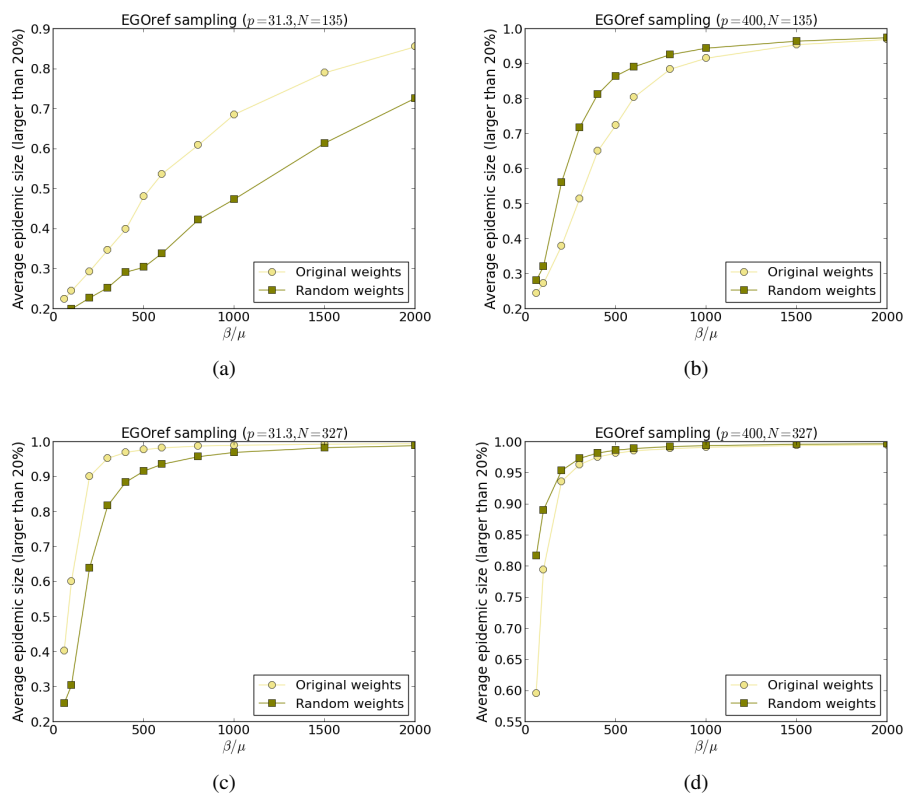 EGOref sampling (p=31.3, N=135)
Average epidemic size (larger than 20%)
0.9
0.8
0.7
0.6
0.5
0.4
0.3
0.2
0
500
1000
1500
2000
β/μ
Original weights
Random weights
(a)
EGOref sampling (p=400, N=135)
Average epidemic size (larger than 20%)
1.0
0.9
0.8
0.7
0.6
0.5
0.4
0.3
0.2
0
500
1000
1500
2000
β/μ
Original weights
Random weights
(b)
EGOref sampling (p=31.3, N=327)
Average epidemic size (larger than 20%)
1.0
0.9
0.8
0.7
0.6
0.5
0.4
0.3
0.2
0
500
1000
1500
2000
β/μ
Original weights
Random weights
(c)
EGOref sampling (p=400, N=327)
Average epidemic size (larger than 20%)
1.00
0.95
0.90
0.85
0.80
0.75
0.70
0.65
0.60
0.55
0
500
1000
1500
2000
β/μ
Original weights
Random weights
(d)